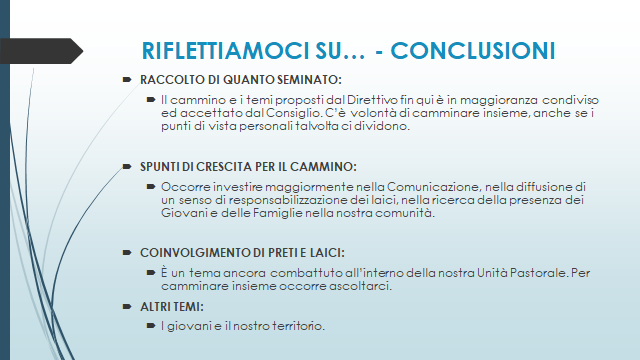 RIFLETTIAMOCI SU… - CONCLUSIONI
RACCOLTO DI QUANTO SEMINATO:
Il cammino e i temi proposti dal Direttivo fin qui è in maggioranza condiviso
ed accettato dal Consiglio. C'è volontà di camminare insieme, anche se i
punti di vista personali talvolta ci dividono.
SPUNTI DI CRESCITA PER IL CAMMINO:
Occorre investire maggiormente nella Comunicazione, nella diffusione di
un senso di responsabilizzazione dei laici, nella ricerca della presenza dei
Giovani e delle Famiglie nella nostra comunità.
COINVOLGIMENTO DI PRETI E LAICI:
È un tema ancora combattuto all'interno della nostra Unità Pastorale. Per
camminare insieme occorre ascoltarci.
ALTRI TEMI:
I giovani e il nostro territorio.